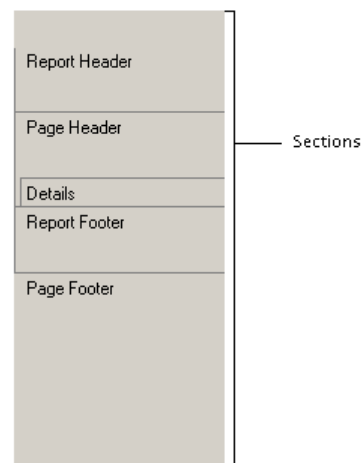 Report Header
Page Header
Sections
Details
Report Footer
Page Footer